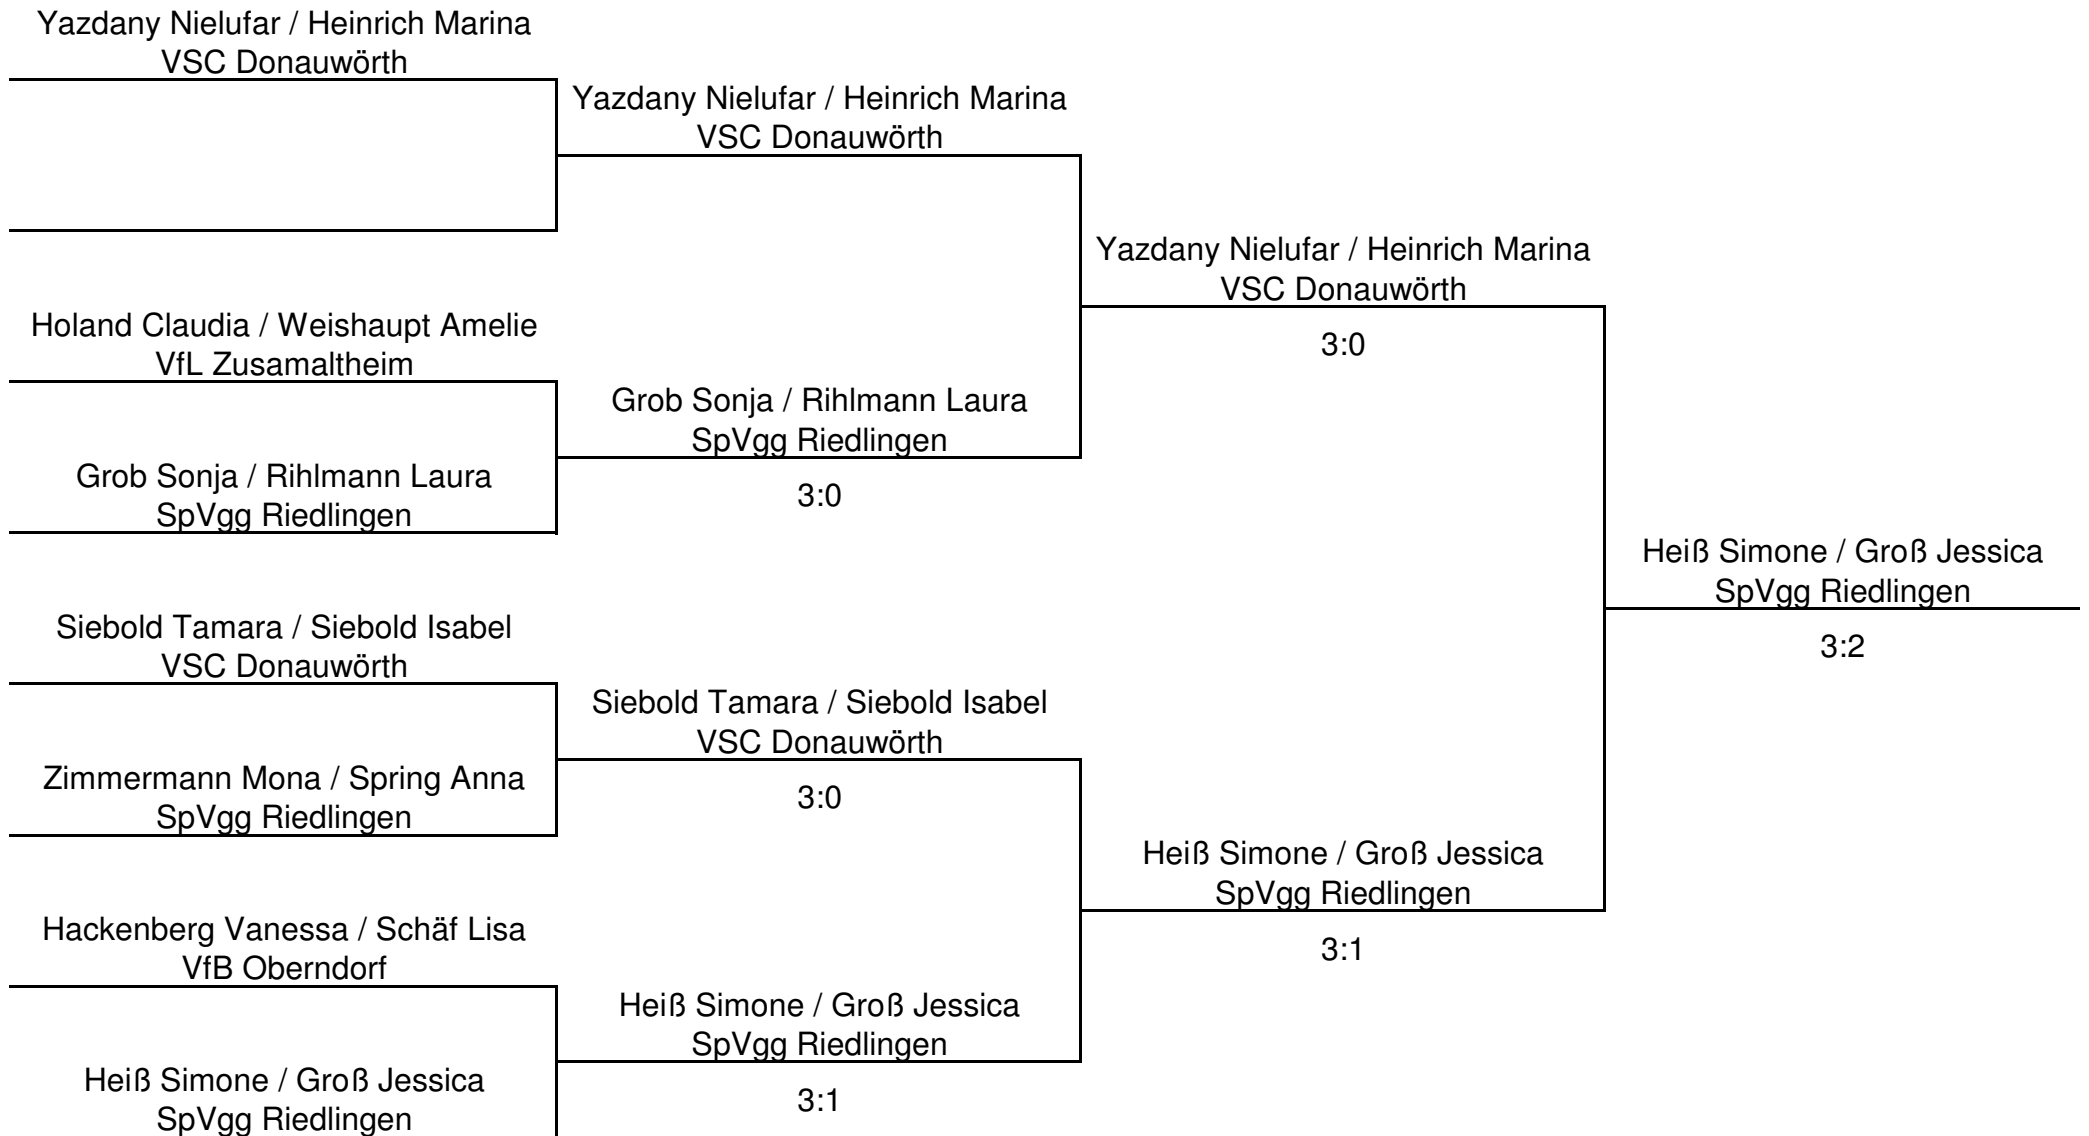 Yazdany Nielufar / Heinrich Marina
VSC Donauwörth
Holand Claudia / Weishaupt Amelie
VfL Zusamaltheim
Grob Sonja / Rihlmann Laura
SpVgg Riedlingen
Siebold Tamara / Siebold Isabel
VSC Donauwörth
Zimmermann Mona / Spring Anna
SpVgg Riedlingen
Hackenberg Vanessa / Schäf Lisa
VfB Oberndorf
Heiß Simone / Groß Jessica
SpVgg Riedlingen
Yazdany Nielufar / Heinrich Marina
VSC Donauwörth
Grob Sonja / Rihlmann Laura
SpVgg Riedlingen
3:0
Siebold Tamara / Siebold Isabel
VSC Donauwörth
3:0
Heiß Simone / Groß Jessica
SpVgg Riedlingen
3:1
Yazdany Nielufar / Heinrich Marina
VSC Donauwörth
3:0
Heiß Simone / Groß Jessica
SpVgg Riedlingen
3:1
Heiß Simone / Groß Jessica
SpVgg Riedlingen
3:2